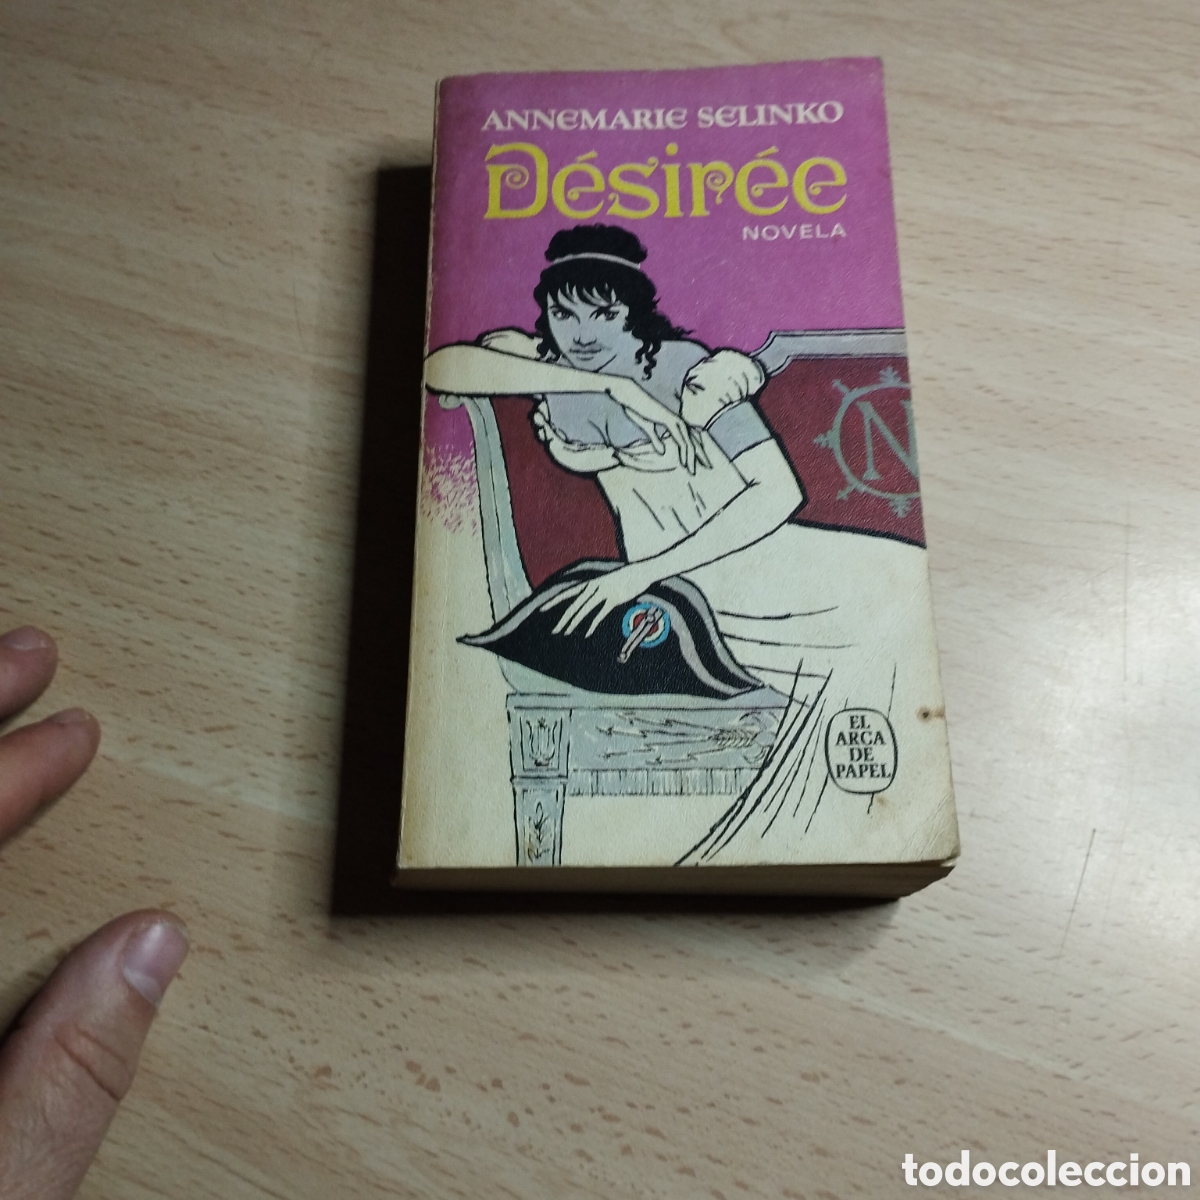 ANNEMARIE SELINKO
Désirée
NOVELA
N
EL
ARCA
DE
PAPEL
todocoleccion